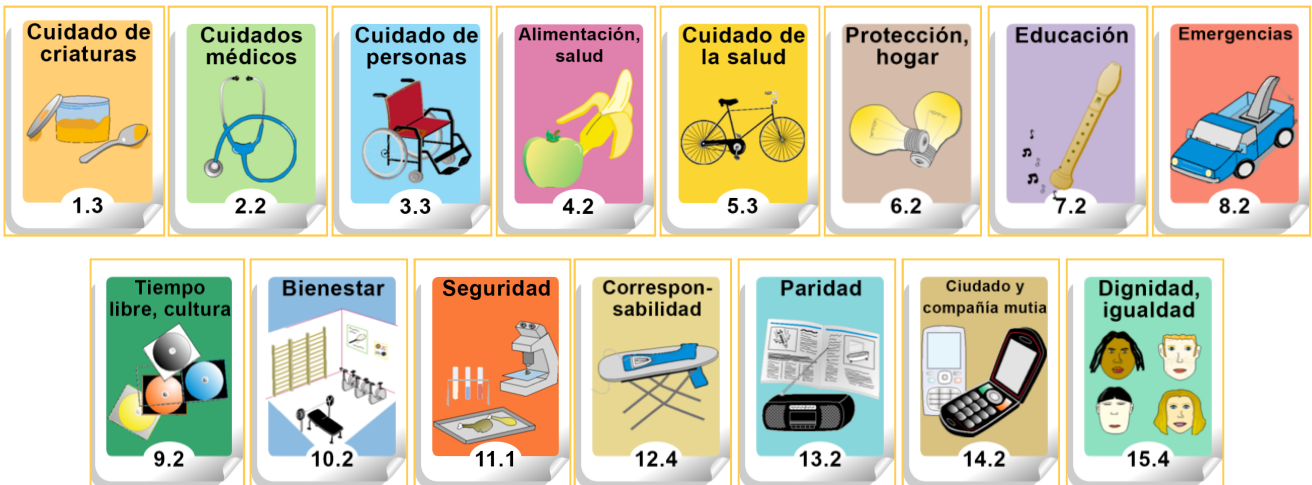 Cuidado de
criaturas
1.3
Cuidados
médicos
2.2
Cuidado de
personas
3.3
Alimentación,
salud
4.2
Cuidado de
la salud
5.3
Protección,
hogar
6.2
Educación
7.2
Emergencias
8.2
Tiempo
libre, cultura
9.2
Bienestar
10.2
Seguridad
11.1
Correspon-
sabilidad
12.4
Paridad
13.2
Ciudado y
compañía mutia
14.2
Dignidad,
igualdad
15.4